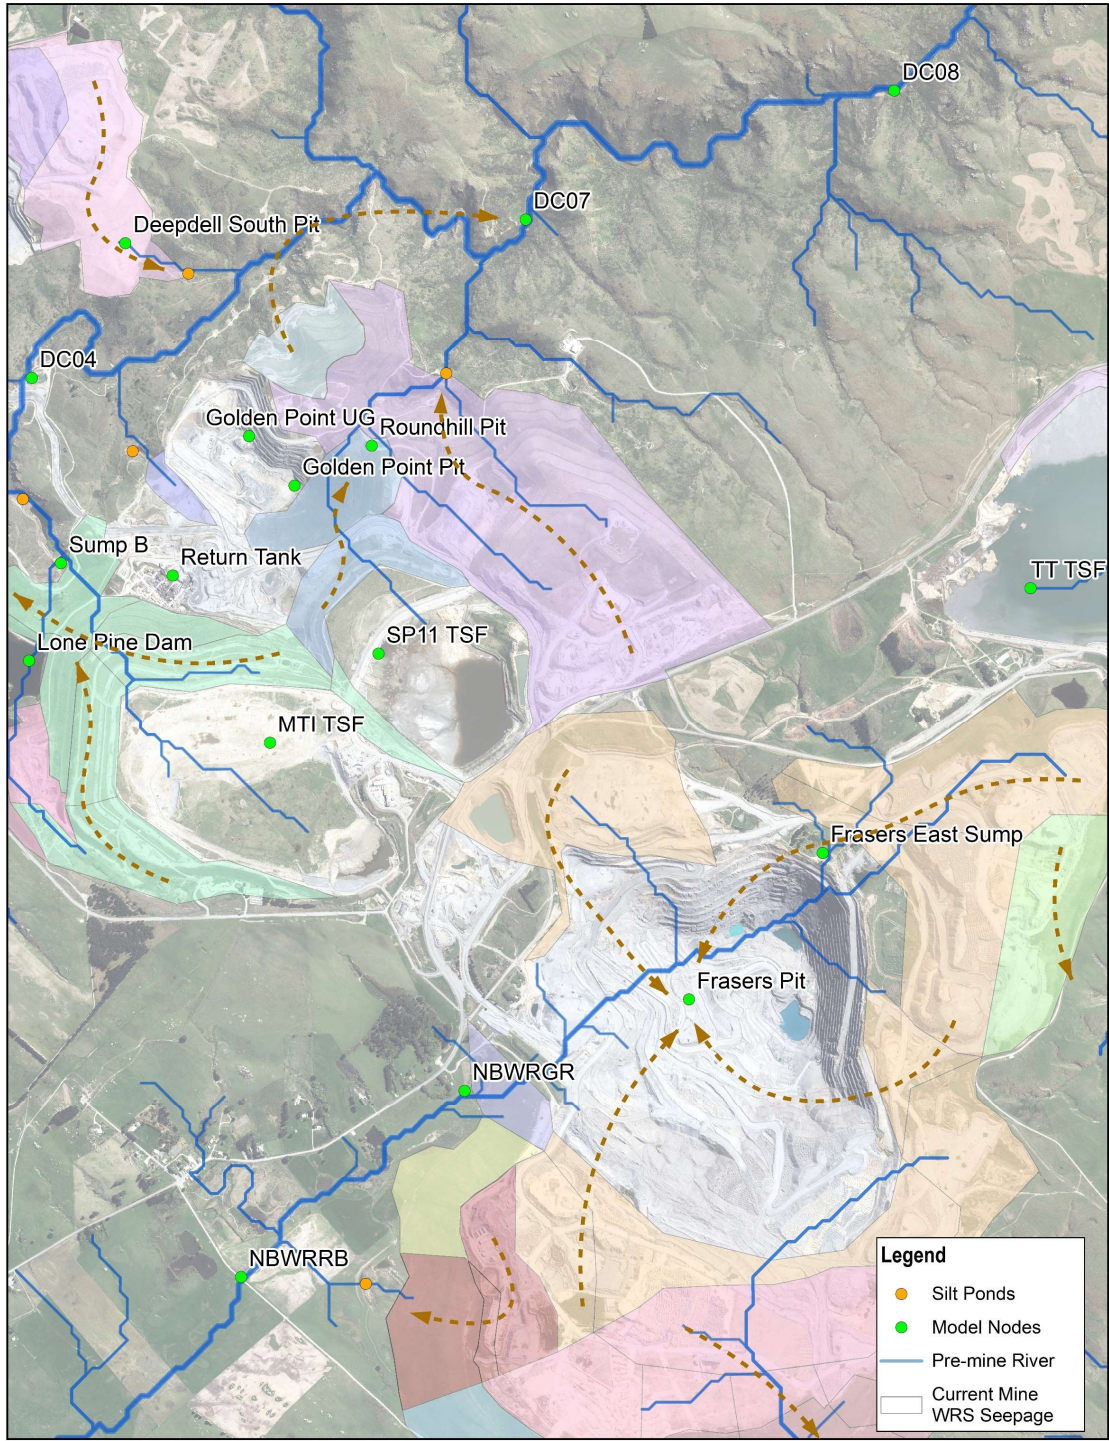 DC08
DC07
Deepdell South Pit
DC04
Golden Point UG
Roundhill Pit
Golden Point Pit
Sump B
Return Tank
TT TSF
Lone Pine Dam
SP11 TSF
MTI TSF
Frasers East Sump
Frasers Pit
NBWRGR
NBWRRB
Legend
Silt Ponds
Model Nodes
Pre-mine River
Current Mine
WRS Seepage